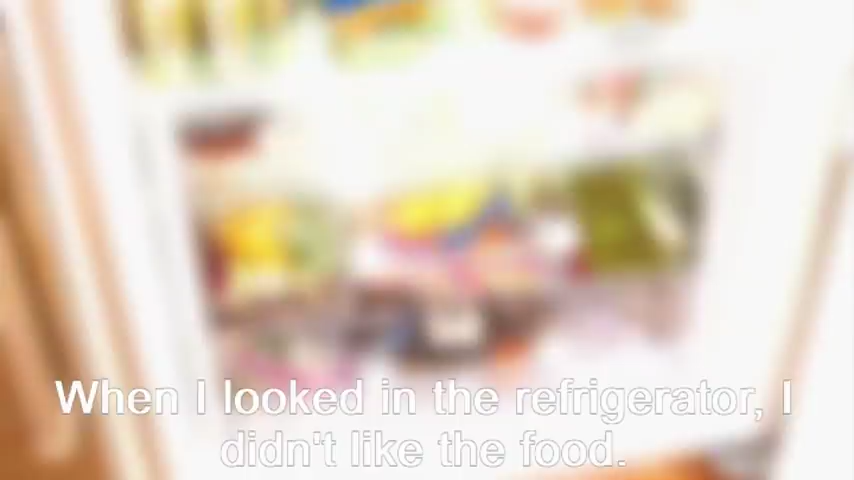 When I looked in the refrigerator, I
didn't like the food.